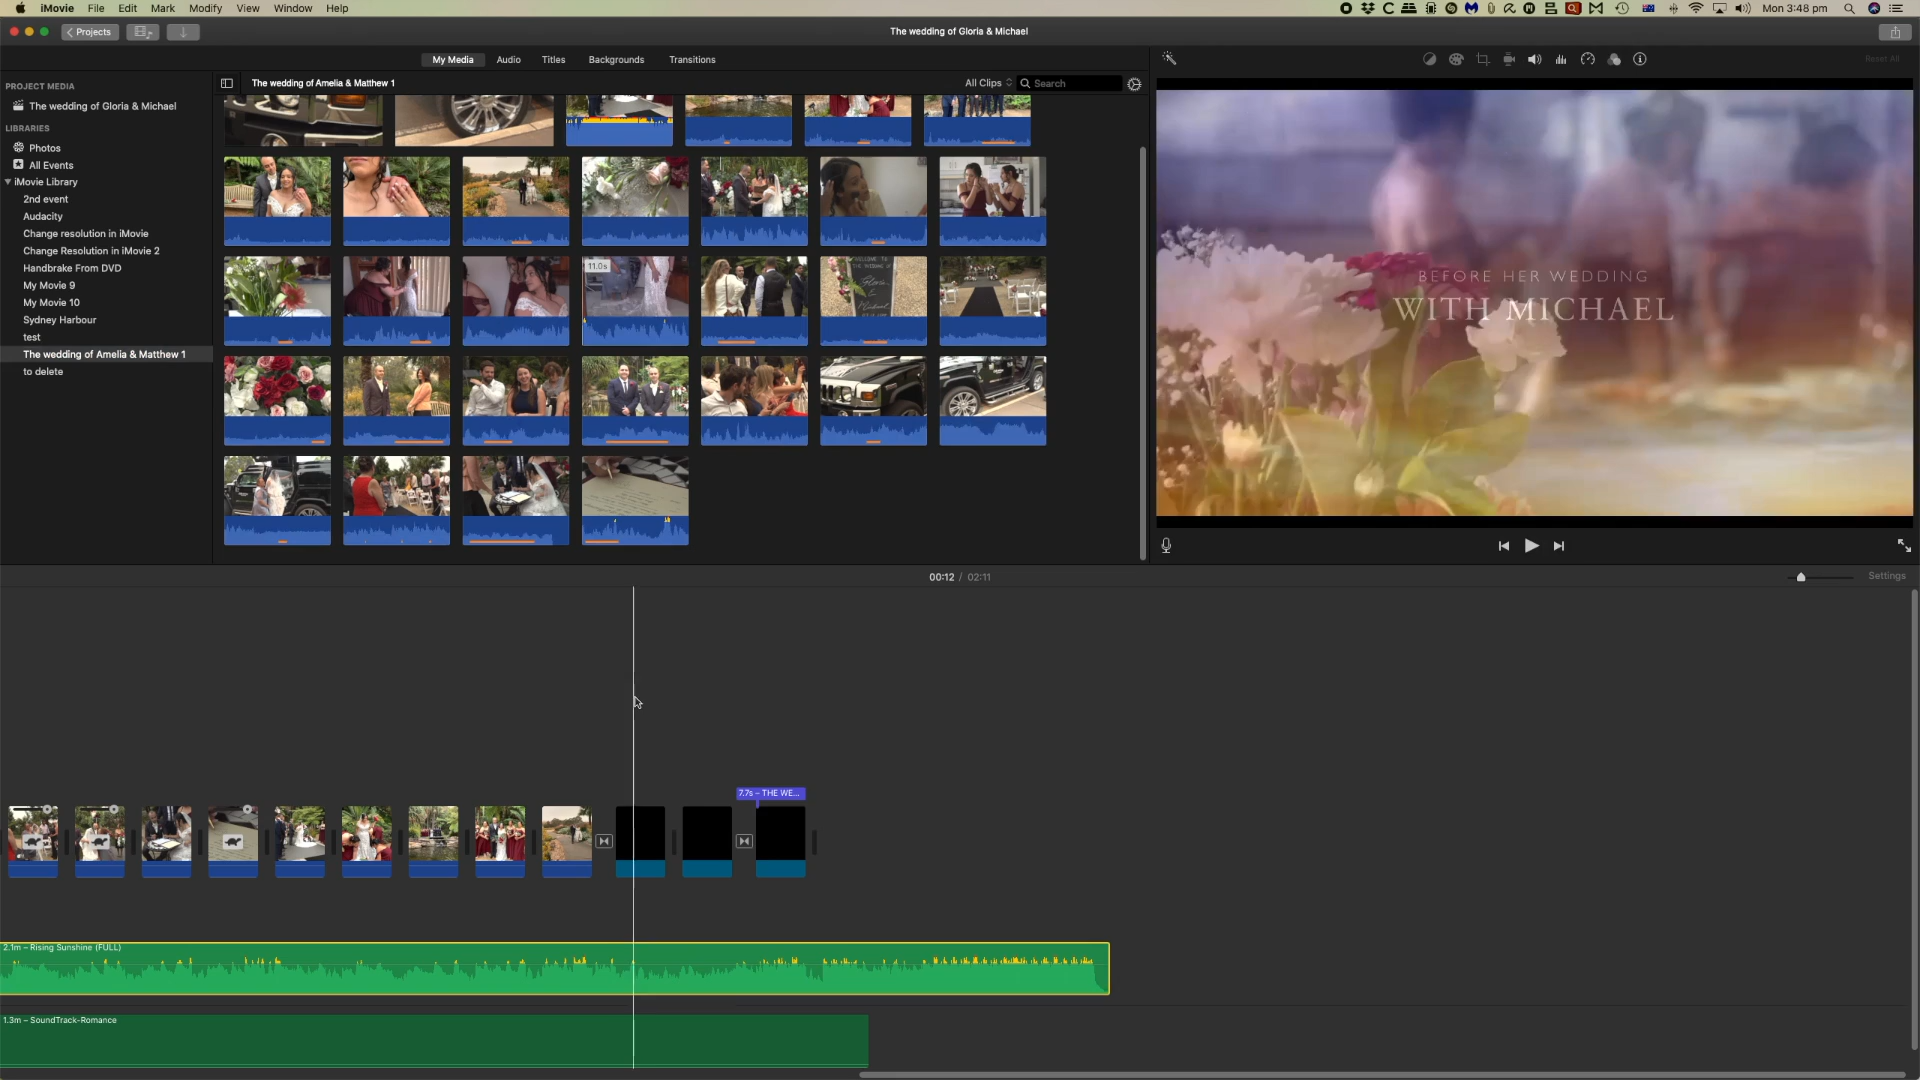 iMovie File Edit Mark Modify View Window Help
Mon 3:48 pm
Projects
The wedding of Gloria & Michael
My Media Audio Titles Backgrounds Transitions
Reset All
PROJECT MEDIA
The wedding of Gloria & Michael
LIBRARIES
Photos
All Events
iMovie Library
2nd event
Audacity
Change resolution in iMovie
Change Resolution in iMovie 2
Handbrake From DVD
My Movie 9
My Movie 10
Sydney Harbour
test
The wedding of Amelia & Matthew 1
to delete
The wedding of Amelia & Matthew 1
All Clips
Search
11.0s
WELCOME
Gloria
&
Michael
BEFORE HER WEDDING
WITH MICHAEL
00:12 / 02:11
Settings
7.7s – THE WE...
2.1m – Rising Sunshine (FULL)
1.3m – SoundTrack-Romance